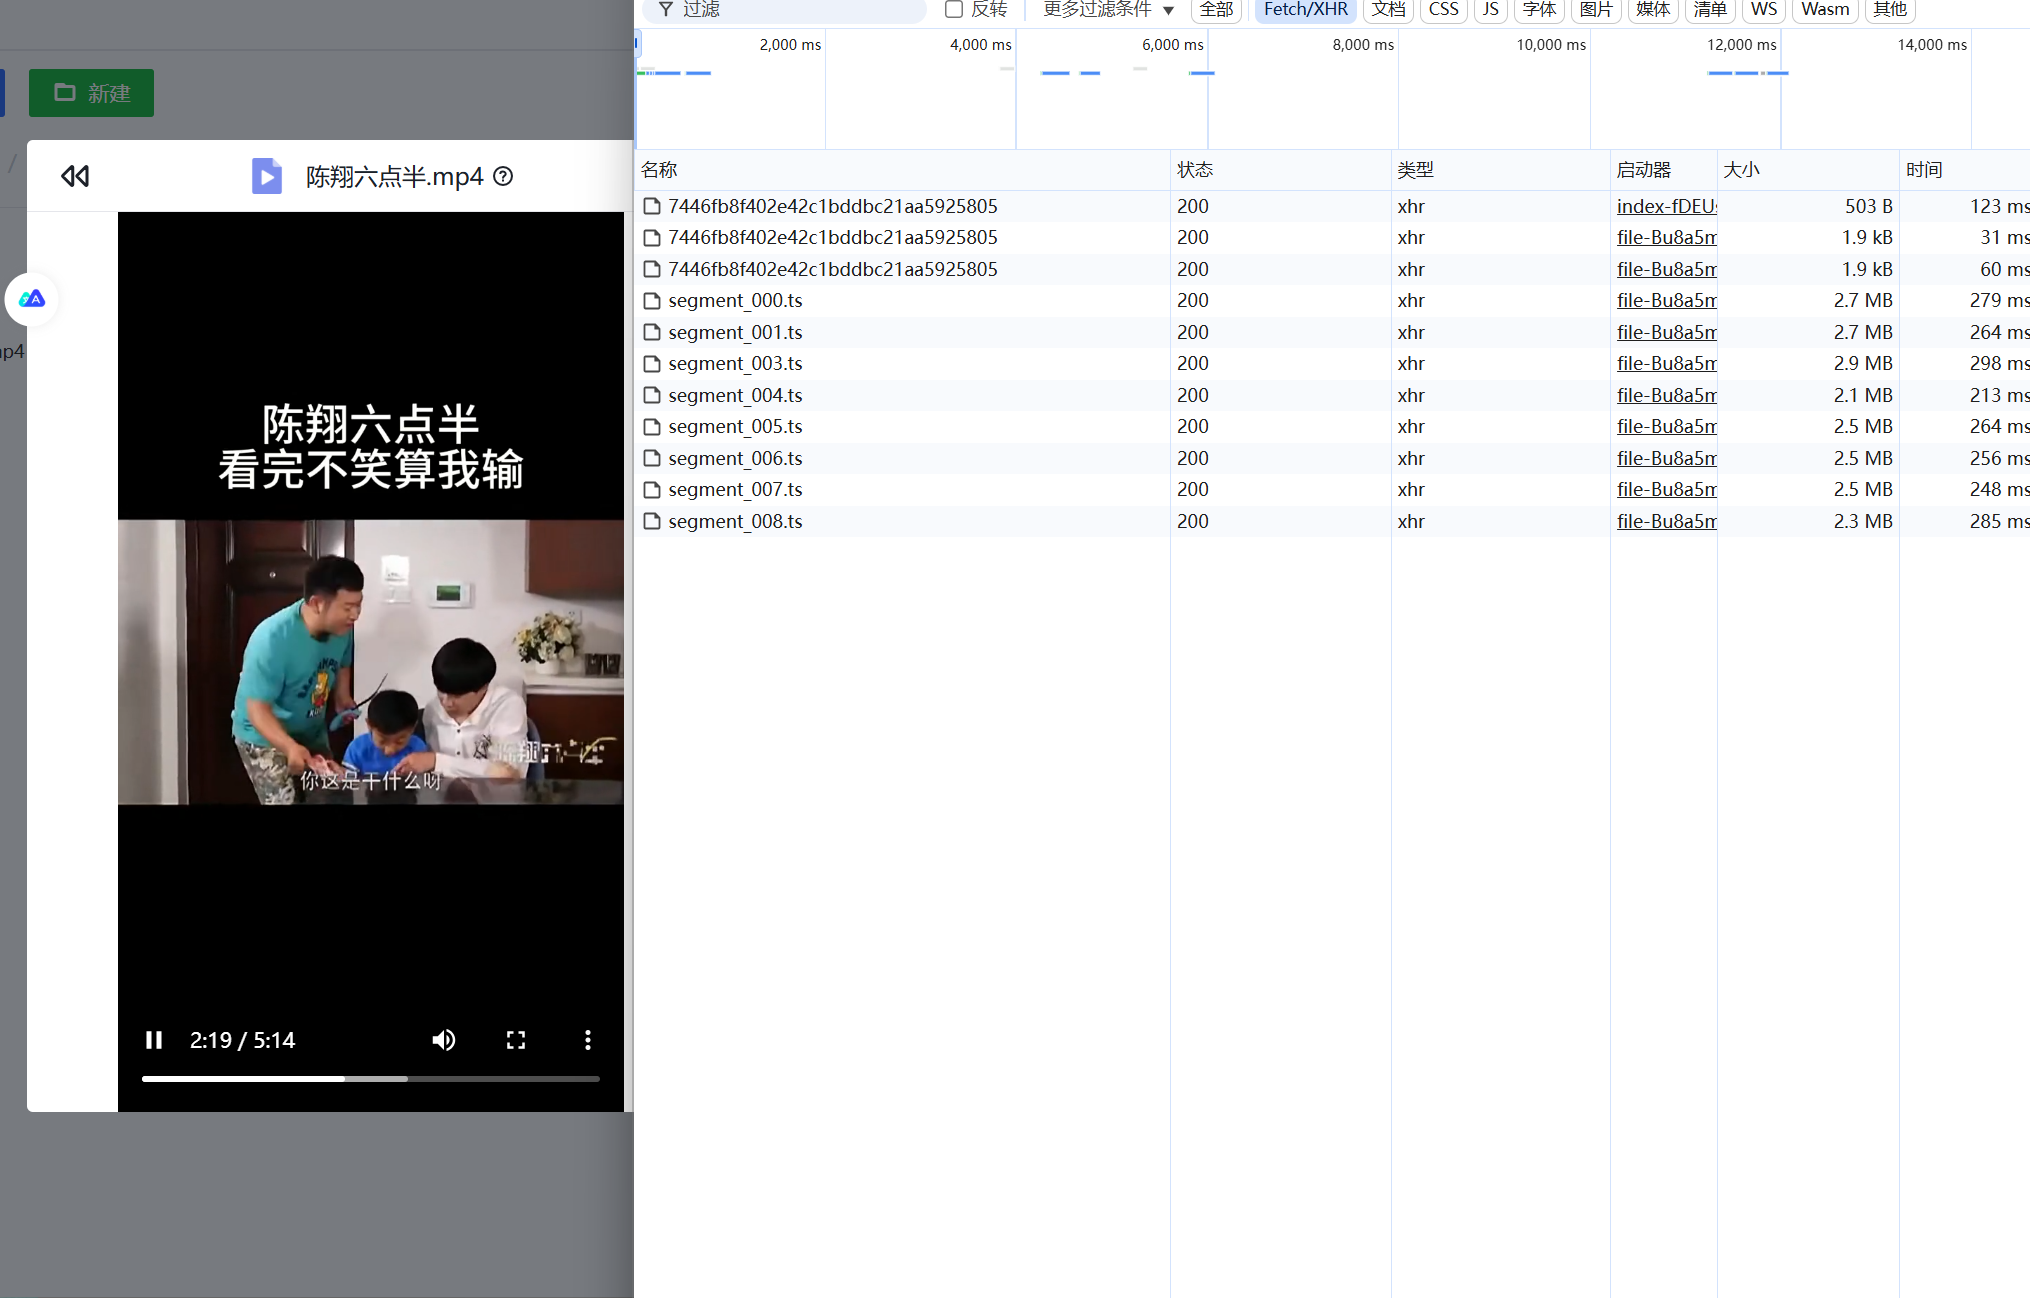 过滤
反转
更多过滤条件
全部
Fetch/XHR
文档
CSS
JS
字体
图片
媒体
清单
WS
Wasm
其他
2,000 ms
4,000 ms
6,000 ms
8,000 ms
10,000 ms
12,000 ms
14,000 ms
新建
/
陈翔六点半.mp4
A
mp4
陈翔六点半
看完不笑算我输
你这是干什么呀
2:19 / 5:14
名称 状态 类型 启动器 大小 时间
7446fb8f402e42c1bddbc21aa5925805 200 xhr index-fDEU 503 B 123 ms
7446fb8f402e42c1bddbc21aa5925805 200 xhr file-Bu8a5m 1.9 kB 31 ms
7446fb8f402e42c1bddbc21aa5925805 200 xhr file-Bu8a5m 1.9 kB 60 ms
segment_000.ts 200 xhr file-Bu8a5m 2.7 MB 279 ms
segment_001.ts 200 xhr file-Bu8a5m 2.7 MB 264 ms
segment_003.ts 200 xhr file-Bu8a5m 2.9 MB 298 ms
segment_004.ts 200 xhr file-Bu8a5m 2.1 MB 213 ms
segment_005.ts 200 xhr file-Bu8a5m 2.5 MB 264 ms
segment_006.ts 200 xhr file-Bu8a5m 2.5 MB 256 ms
segment_007.ts 200 xhr file-Bu8a5m 2.5 MB 248 ms
segment_008.ts 200 xhr file-Bu8a5m 2.3 MB 285 ms